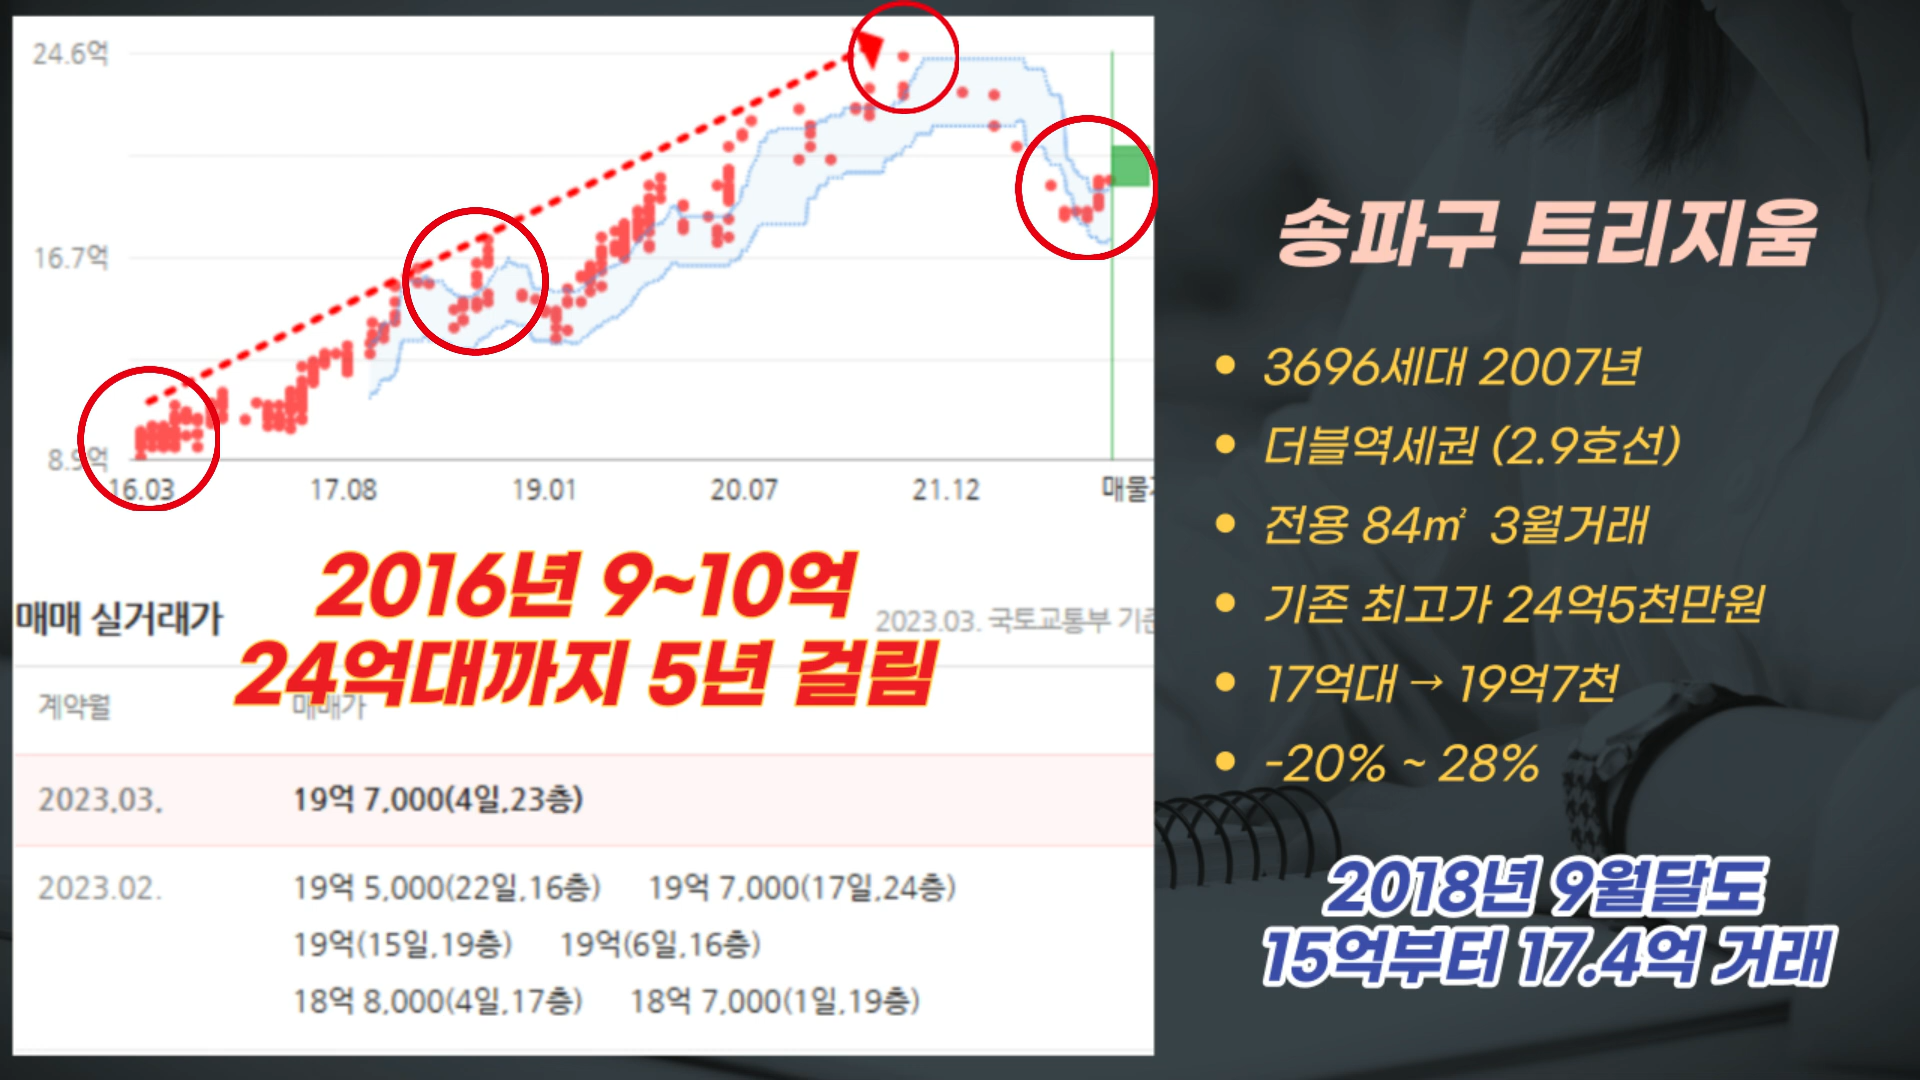 24.6억
16.7억
8.9억
16.03 17.08 19.01 20.07 21.12 매물
2016년 9~10억
24억대까지 5년 걸림
매매 실거래가
2023.03. 국토교통부 기준
계약월 매매가
2023.03. 19억 7,000(4일,23층)
2023.02. 19억 5,000(22일,16층) 19억 7,000(17일,24층)
19억(15일,19층) 19억(6일,16층)
18억 8,000(4일,17층) 18억 7,000(1일,19층)
송파구 트리지움
• 3696세대 2007년
• 더블역세권 (2.9호선)
• 전용 84㎡ 3월거래
• 기존 최고가 24억5천만원
• 17억대 → 19억7천
• -20% ~ 28%
2018년 9월달도
15억부터 17.4억 거래